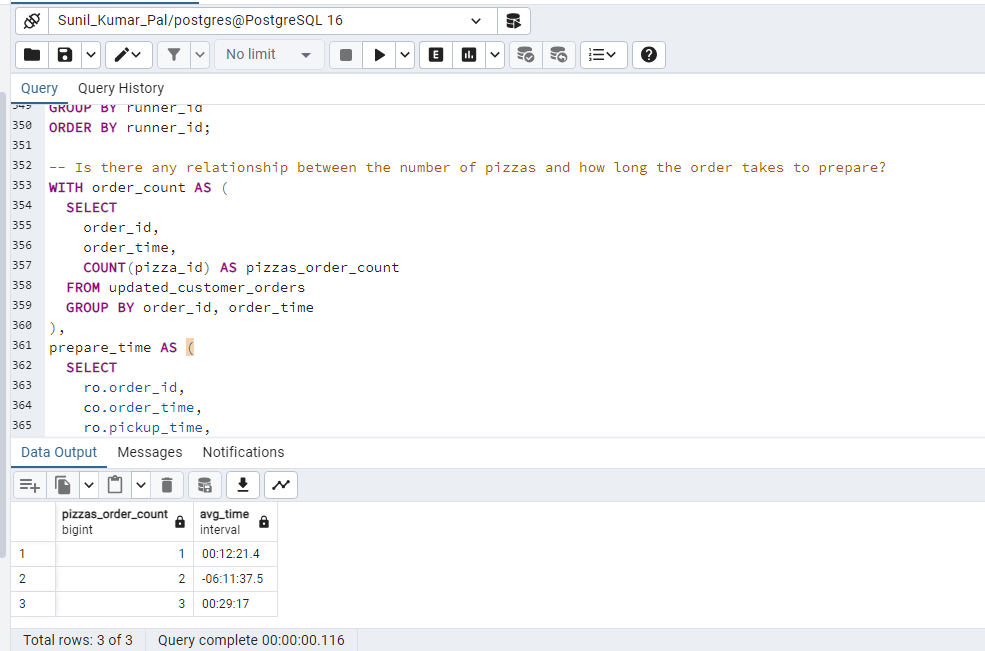 Sunil_Kumar_Pal/postgres@PostgreSQL 16
No limit
E
Query Query History
349 GROUP BY runner_id
350 ORDER BY runner_id;
351
352 -- Is there any relationship between the number of pizzas and how long the order takes to prepare?
353 WITH order_count AS (
354 SELECT
355 order_id,
356 order_time,
357 COUNT(pizza_id) AS pizzas_order_count
358 FROM updated_customer_orders
359 GROUP BY order_id, order_time
360 ),
361 prepare_time AS (
362 SELECT
363 ro.order_id,
364 co.order_time,
365 ro.pickup_time,
Data Output Messages Notifications
pizzas_order_count avg_time
bigint interval
1 1 00:12:21.4
2 2 -06:11:37.5
3 3 00:29:17
Total rows: 3 of 3 Query complete 00:00:00.116